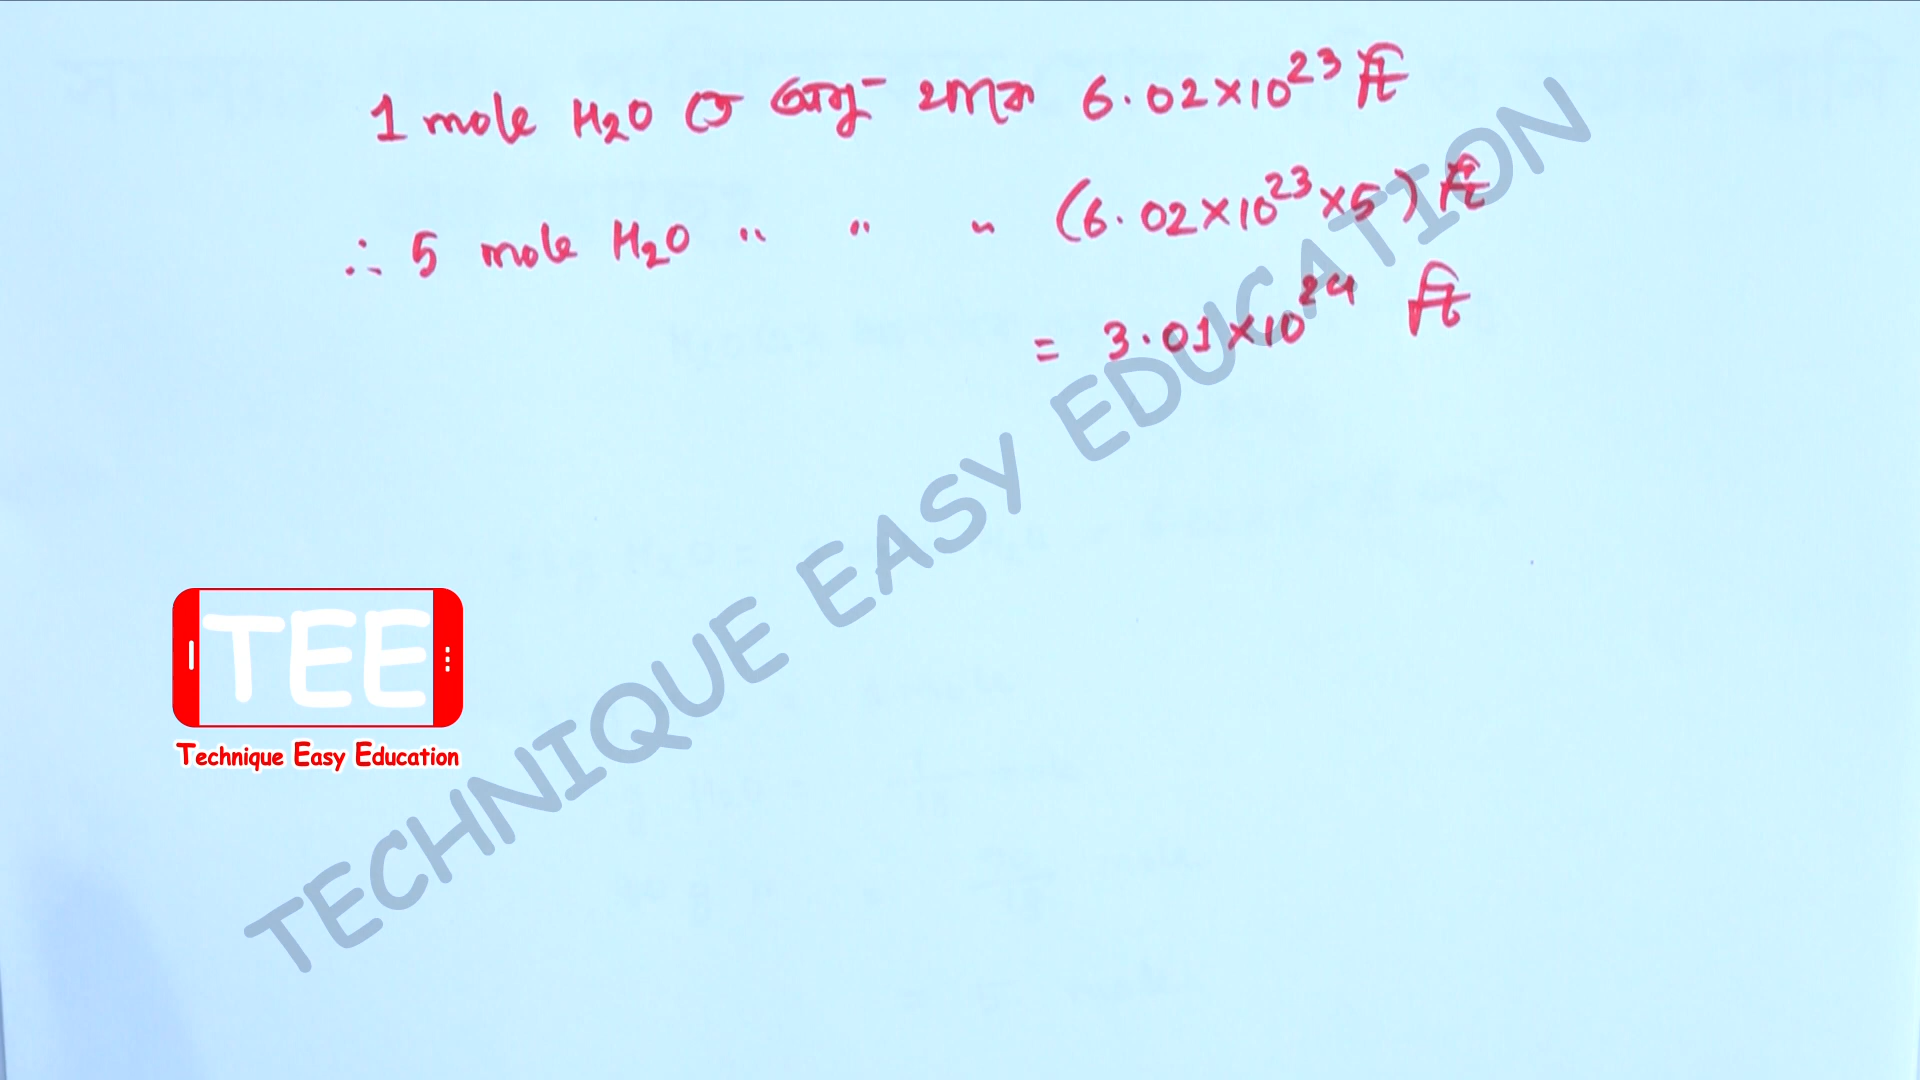 1 mole H₂O তে অনু থাকে 6.02×10²³ টি
∴ 5 mole H₂O " " " (6.02×10²³×5) টি
= 3.01×10²⁴ টি
TEE
Technique Easy Education
TECHNIQUE EASY EDUCATION